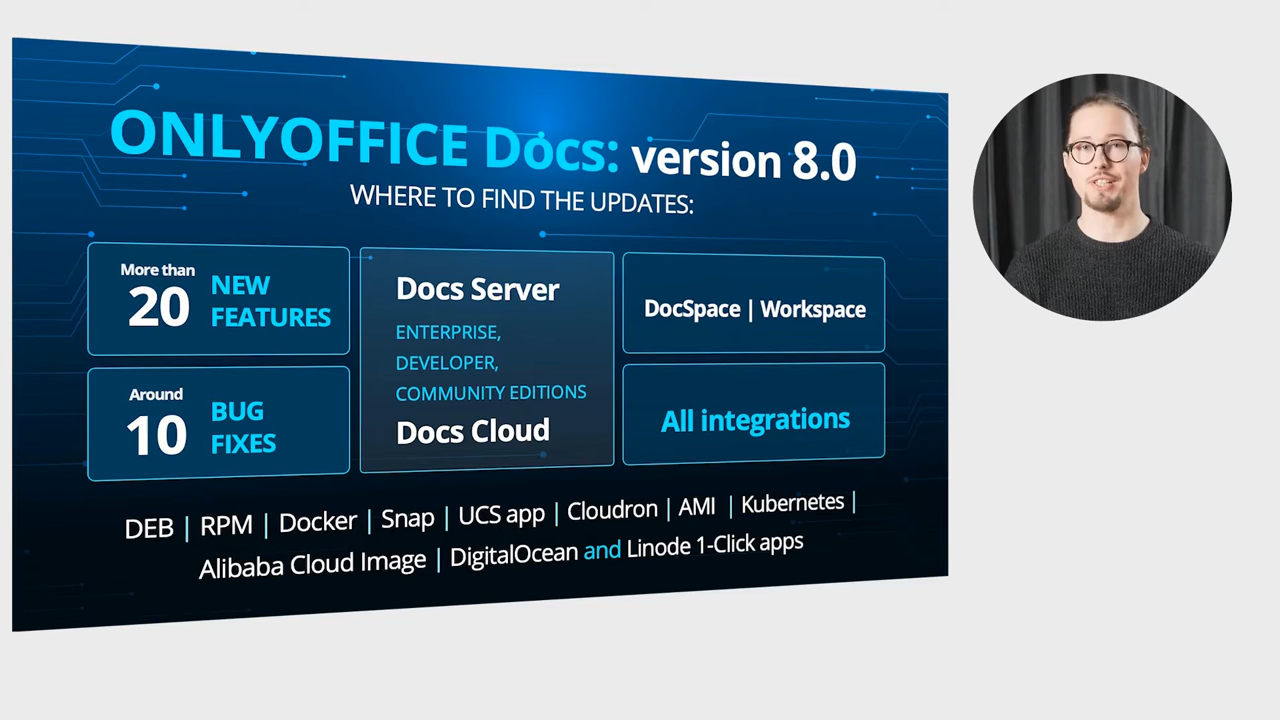 ONLYOFFICE Docs: version 8.0
WHERE TO FIND THE UPDATES:
More than
20
NEW
FEATURES
Around
10
BUG
FIXES
Docs Server
ENTERPRISE,
DEVELOPER,
COMMUNITY EDITIONS
Docs Cloud
DocSpace | Workspace
All integrations
DEB | RPM | Docker | Snap | UCS app | Cloudron | AMI | Kubernetes |
Alibaba Cloud Image | DigitalOcean and Linode 1-Click apps